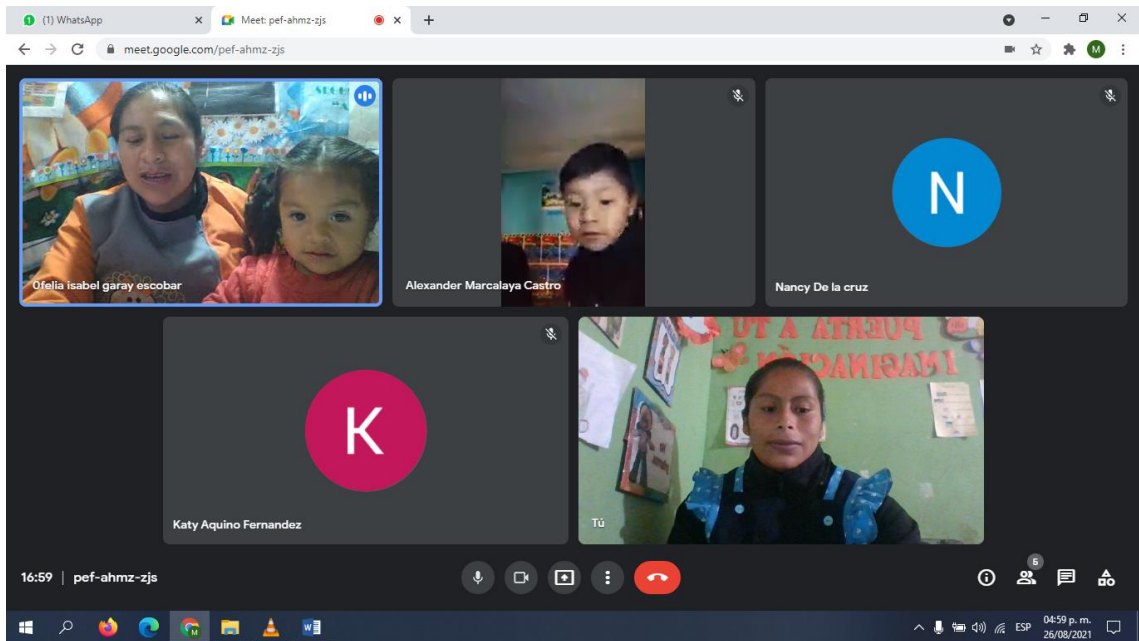 (1) WhatsApp
Meet: pef-ahmz-zjs
meet.google.com/pef-ahmz-zjs
M
Ofelia isabel garay escobar
Alexander Marcalaya Castro
N
Nancy De la cruz
K
Katy Aquino Fernandez
PUERTA A TU
IMAGINACIÓN
Tú
16:59 | pef-ahmz-zjs
5
ESP
04:59 p. m.
26/08/2021